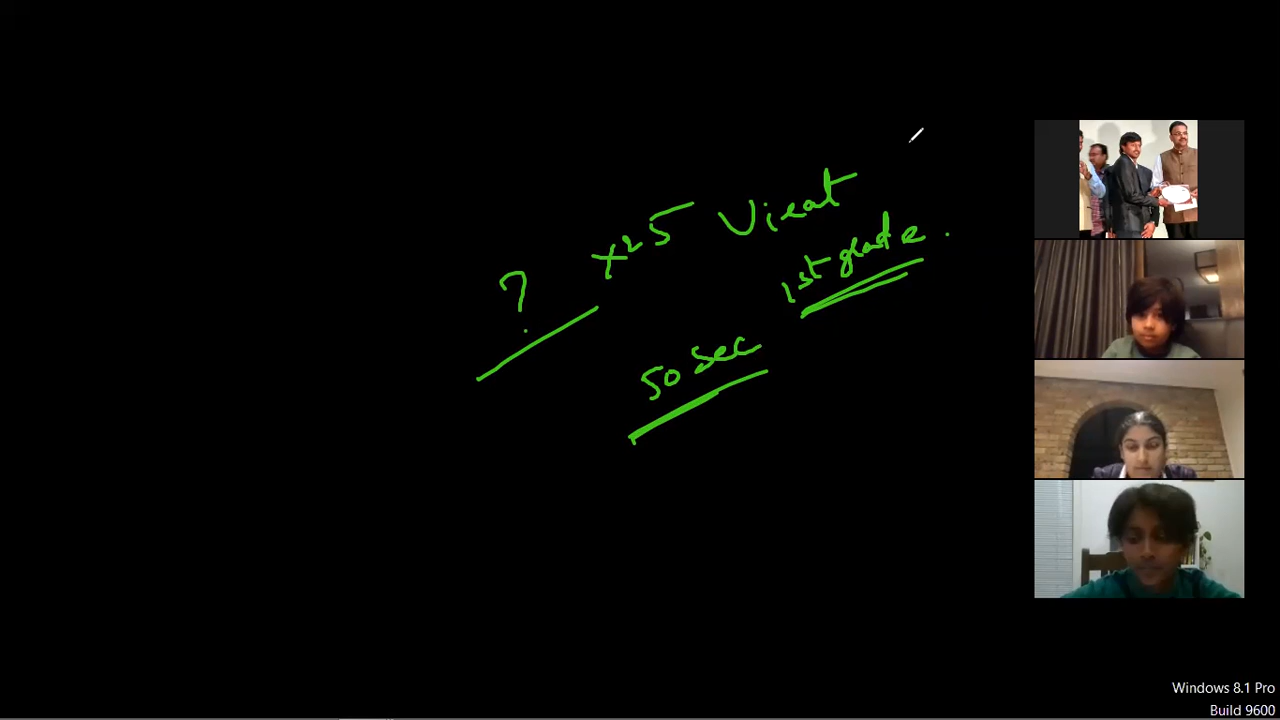 ? x25 Virat
1st grade.
50 sec
Windows 8.1 Pro
Build 9600